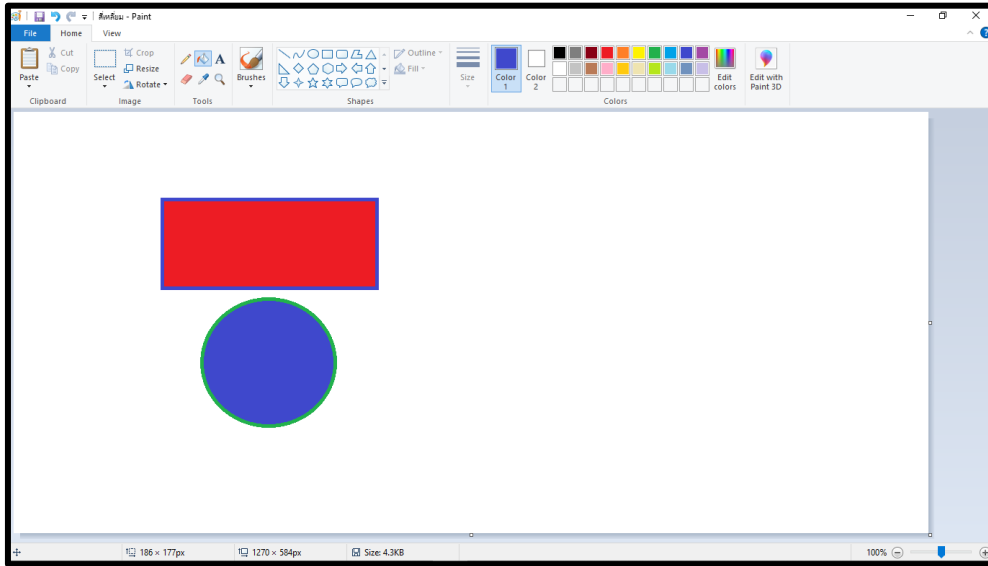 สี่เหลี่ยม - Paint
File Home View
Paste
Cut
Copy
Clipboard
Select
Crop
Resize
Rotate
Image
A
Tools
Brushes
Outline
Fill
Shapes
Size
Color 1
Color 2
Edit colors
Colors
Edit with Paint 3D
186 × 177px
1270 × 584px
Size: 4.3KB
100%